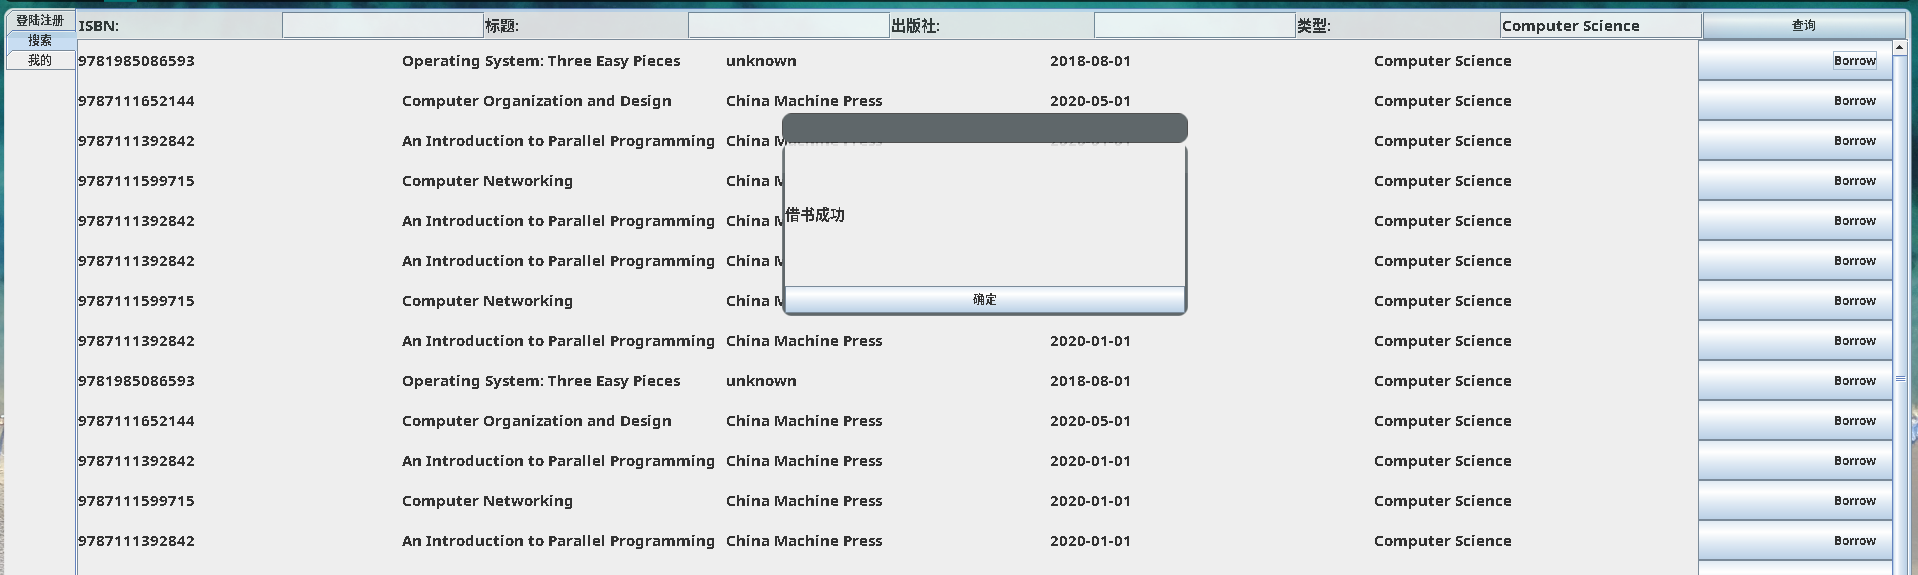 登陆注册
搜索
我的
ISBN: 标题: 出版社: 类型: Computer Science 查询
9781985086593 Operating System: Three Easy Pieces unknown 2018-08-01 Computer Science Borrow
9787111652144 Computer Organization and Design China Machine Press 2020-05-01 Computer Science Borrow
9787111392842 An Introduction to Parallel Programming China Computer Science Borrow
9787111599715 Computer Networking China Computer Science Borrow
9787111392842 An Introduction to Parallel Programming China Computer Science Borrow
9787111392842 An Introduction to Parallel Programming China Computer Science Borrow
9787111599715 Computer Networking China Computer Science Borrow
9787111392842 An Introduction to Parallel Programming China Machine Press 2020-01-01 Computer Science Borrow
9781985086593 Operating System: Three Easy Pieces unknown 2018-08-01 Computer Science Borrow
9787111652144 Computer Organization and Design China Machine Press 2020-05-01 Computer Science Borrow
9787111392842 An Introduction to Parallel Programming China Machine Press 2020-01-01 Computer Science Borrow
9787111599715 Computer Networking China Machine Press 2020-01-01 Computer Science Borrow
9787111392842 An Introduction to Parallel Programming China Machine Press 2020-01-01 Computer Science Borrow
借书成功
确定